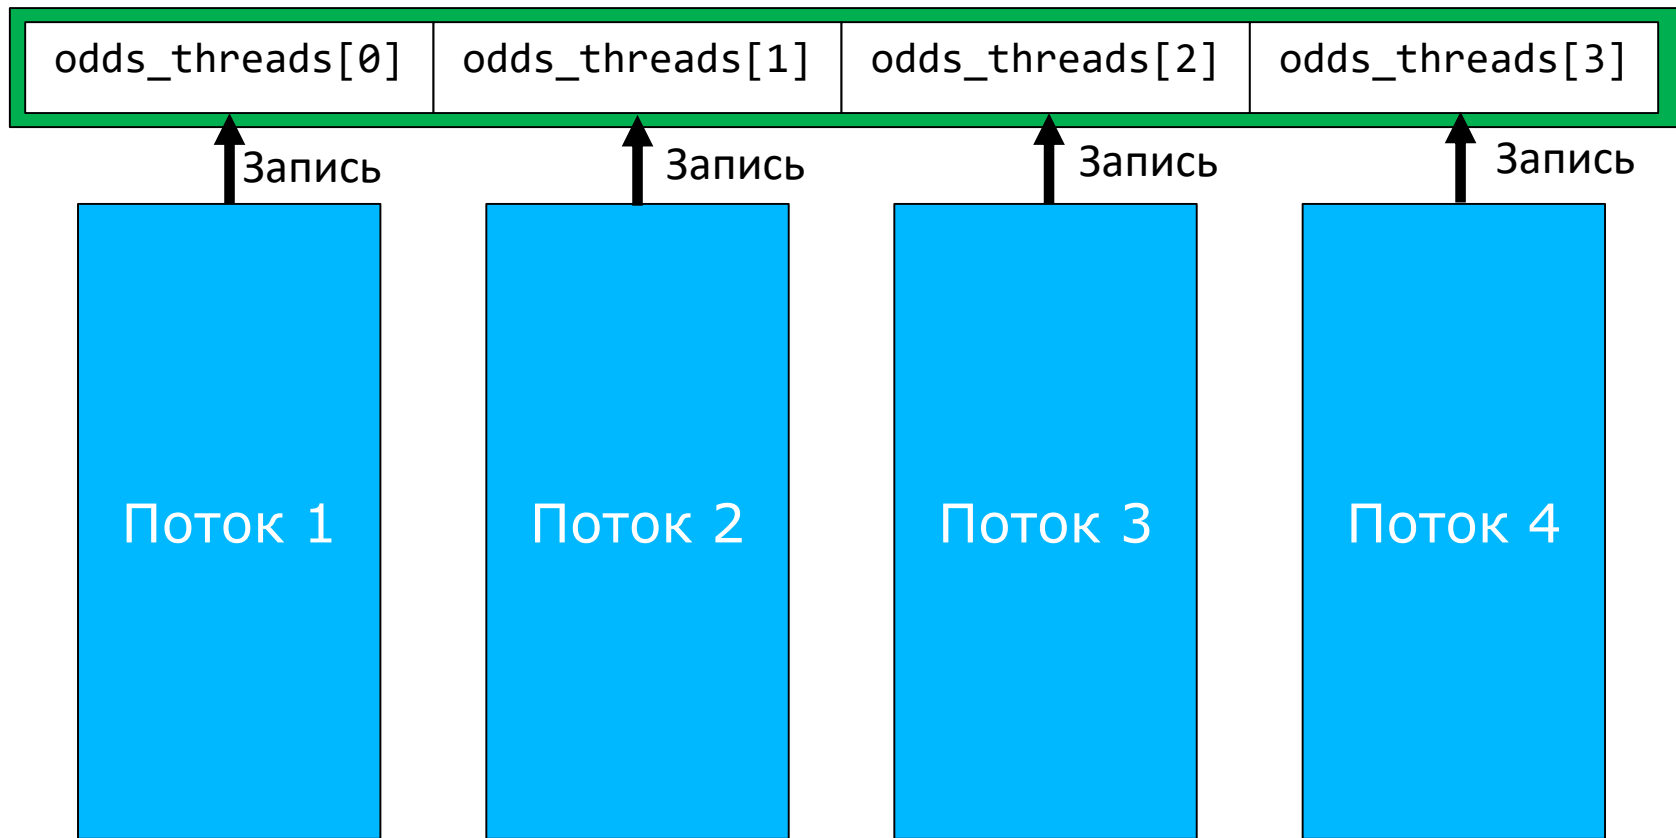 odds_threads[0] odds_threads[1] odds_threads[2] odds_threads[3]
Запись Запись Запись Запись
Поток 1 Поток 2 Поток 3 Поток 4